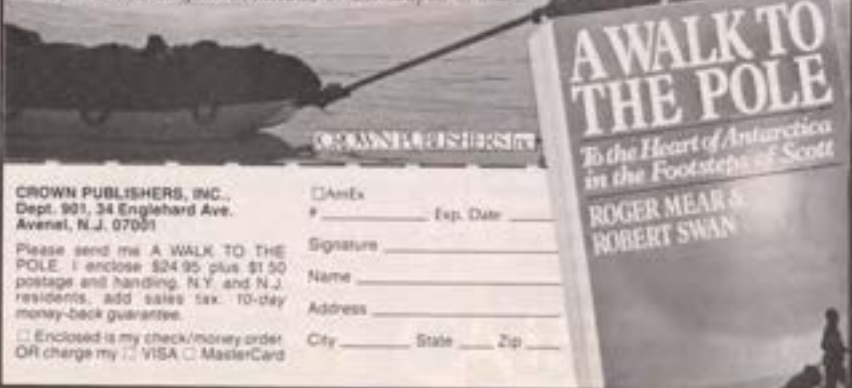 CROWN PUBLISHERS Inc.
A WALK TO
THE POLE
To the Heart of Antarctica
in the Footsteps of Scott
ROGER MEAR &
ROBERT SWAN
CROWN PUBLISHERS, INC.,
Dept. 901, 34 Englehard Ave.
Avenel, N.J. 07001
Please send me A WALK TO THE
POLE. I enclose $24.95 plus $1.50
postage and handling. N.Y. and N.J.
residents, add sales tax. 10-day
money-back guarantee.
☐ Enclosed is my check/money order
OR charge my ☐ VISA ☐ MasterCard
☐AmEx
# Exp. Date
Signature
Name
Address
City State Zip